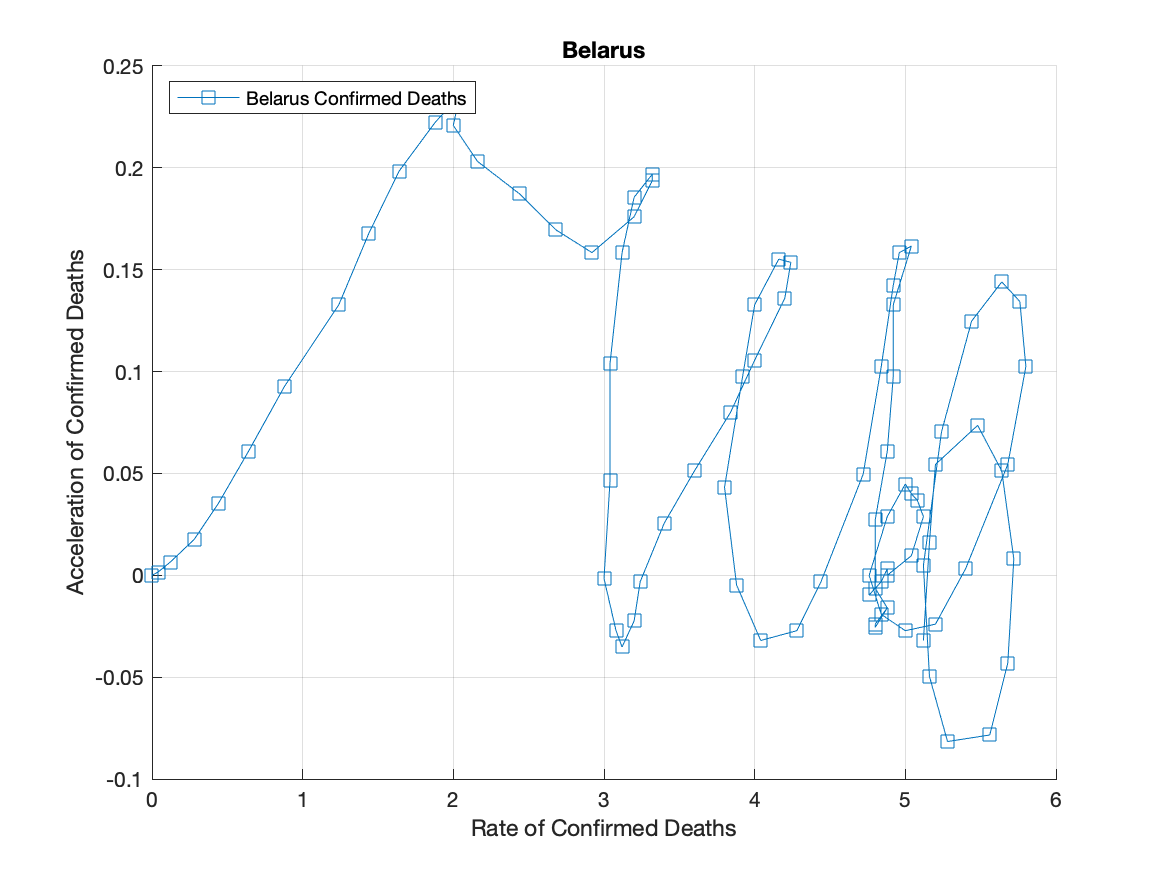 Belarus
Belarus Confirmed Deaths
0.25
0.2
0.15
0.1
0.05
0
-0.05
-0.1
Acceleration of Confirmed Deaths
0 1 2 3 4 5 6
Rate of Confirmed Deaths